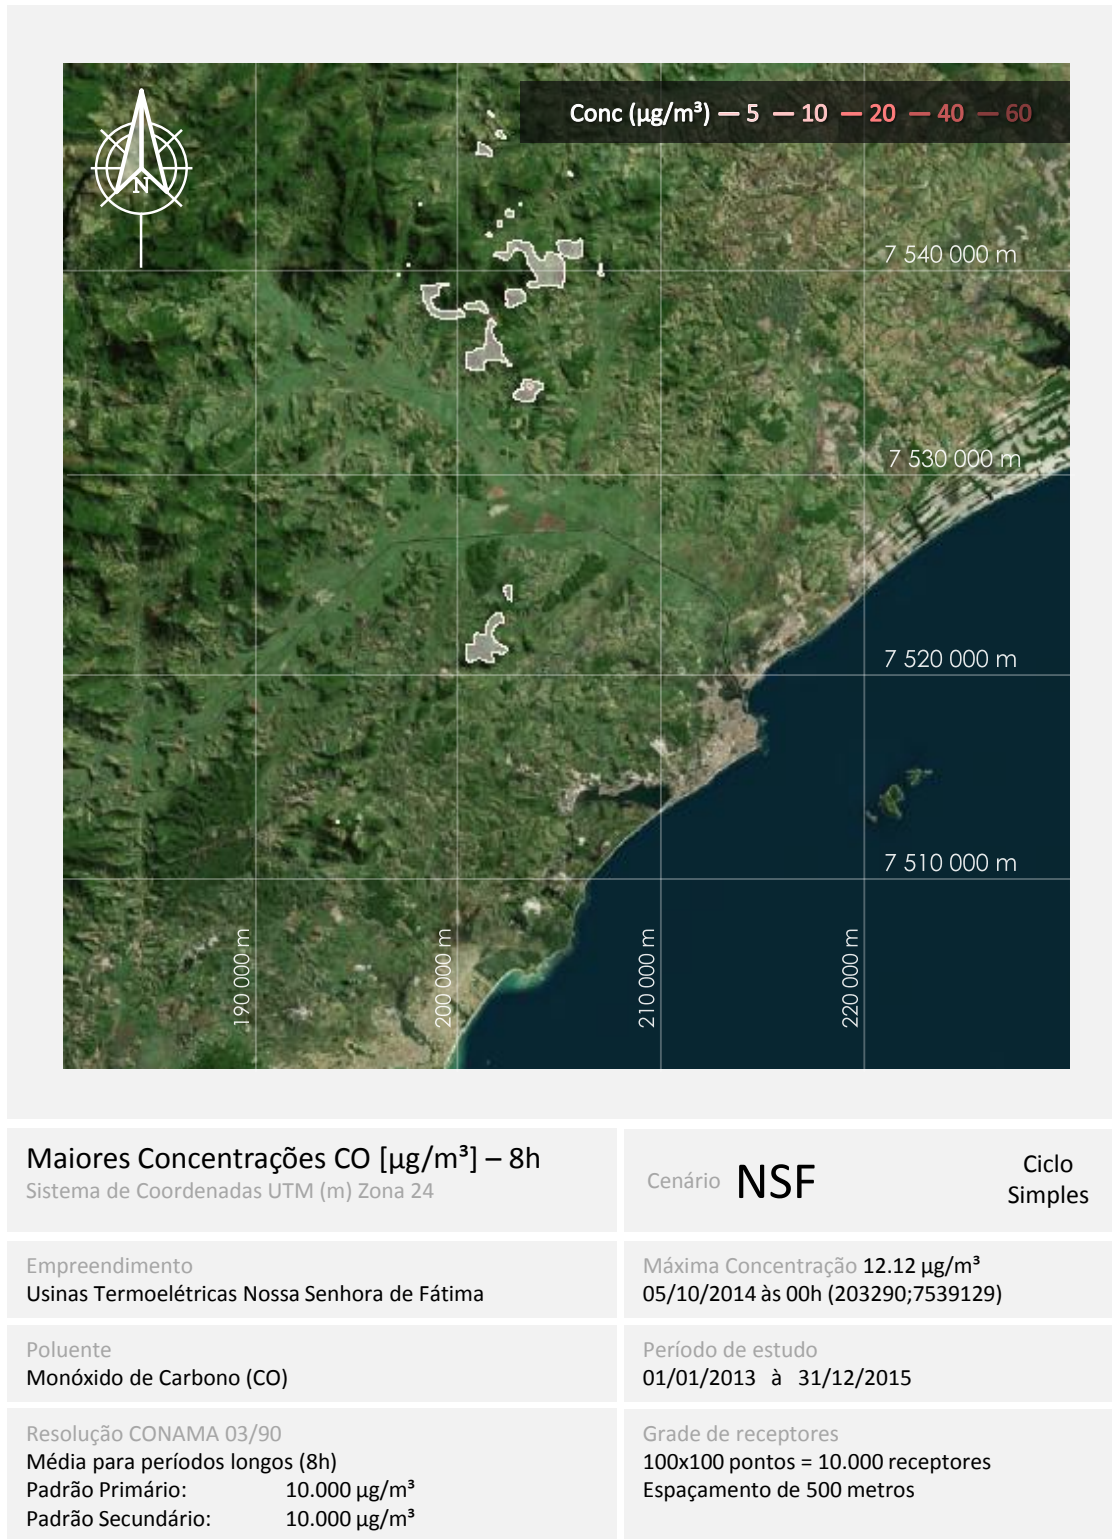 Conc (µg/m³) 5 10 20 40 60
N
7 540 000 m
7 530 000 m
7 520 000 m
7 510 000 m
190 000 m
200 000 m
210 000 m
220 000 m
Maiores Concentrações CO [µg/m³] – 8h
Sistema de Coordenadas UTM (m) Zona 24
Cenário NSF
Ciclo
Simples
Empreendimento
Usinas Termoelétricas Nossa Senhora de Fátima
Máxima Concentração 12.12 µg/m³
05/10/2014 às 00h (203290;7539129)
Poluente
Monóxido de Carbono (CO)
Período de estudo
01/01/2013 à 31/12/2015
Resolução CONAMA 03/90
Média para períodos longos (8h)
Padrão Primário: 10.000 µg/m³
Padrão Secundário: 10.000 µg/m³
Grade de receptores
100x100 pontos = 10.000 receptores
Espaçamento de 500 metros